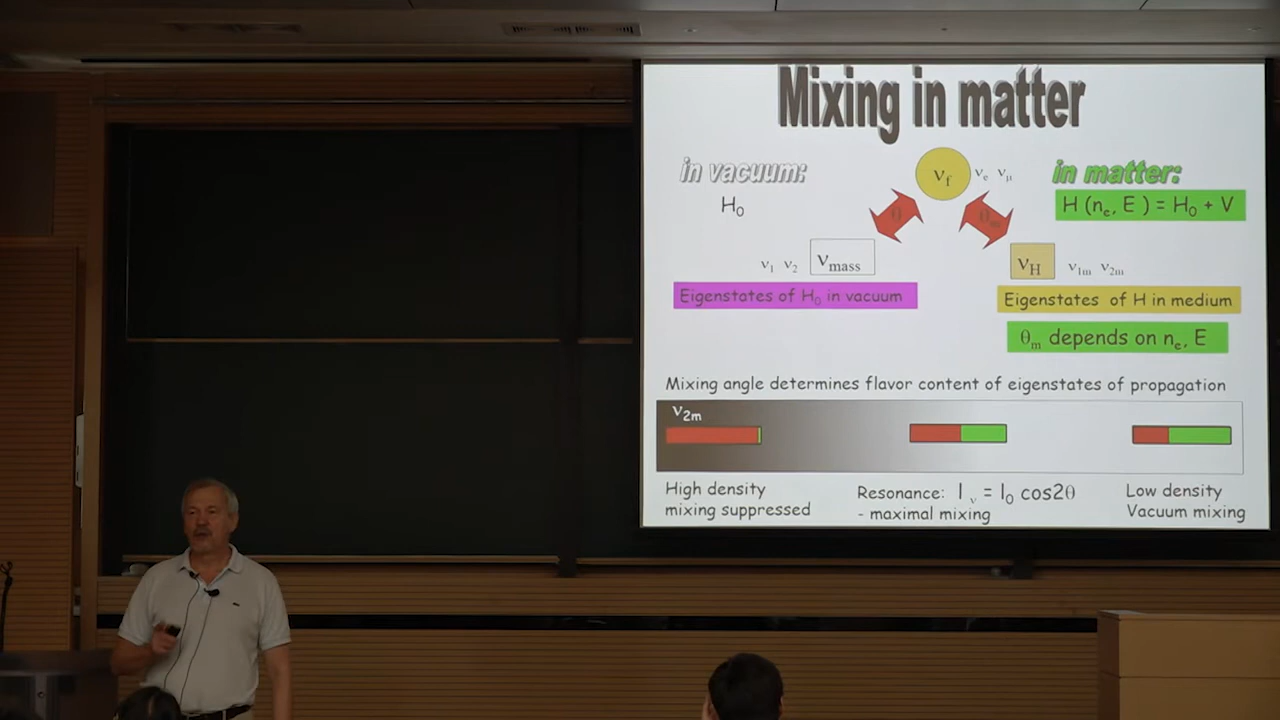 Mixing in matter
in vacuum:
νf
νe νμ
in matter:
H0
H (ne, E ) = H0 + V
θ
θm
ν1 ν2
νmass
νH
ν1m ν2m
Eigenstates of H0 in vacuum
Eigenstates of H in medium
θm depends on ne, E
Mixing angle determines flavor content of eigenstates of propagation
ν2m
High density
mixing suppressed
Resonance: lν = l0 cos2θ
- maximal mixing
Low density
Vacuum mixing